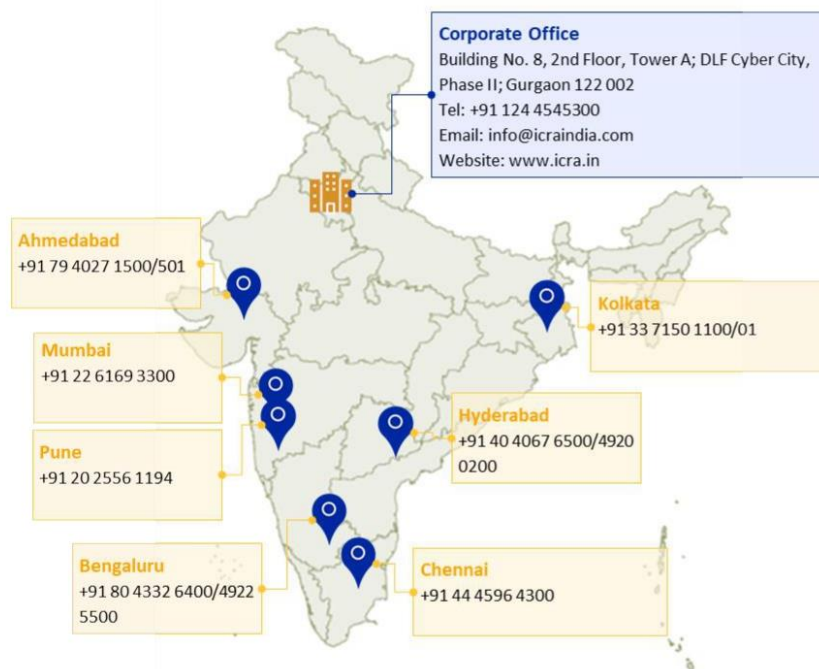 Corporate Office
Building No. 8, 2nd Floor, Tower A; DLF Cyber City,
Phase II; Gurgaon 122 002
Tel: +91 124 4545300
Email: info@icraindia.com
Website: www.icra.in
Ahmedabad
+91 79 4027 1500/501
Kolkata
+91 33 7150 1100/01
Mumbai
+91 22 6169 3300
Hyderabad
+91 40 4067 6500/4920
0200
Pune
+91 20 2556 1194
Bengaluru
+91 80 4332 6400/4922
5500
Chennai
+91 44 4596 4300